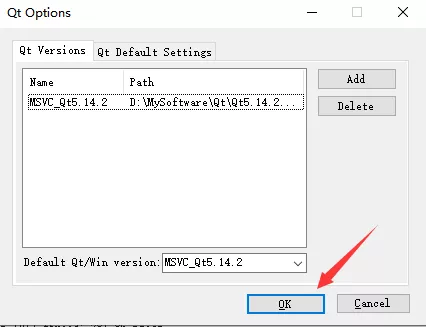 Qt Options
Qt Versions Qt Default Settings
Name Path
MSVC_Qt5.14.2 D:\MySoftware\Qt\Qt5.14.2...
Add
Delete
Default Qt/Win version: MSVC_Qt5.14.2
OK Cancel